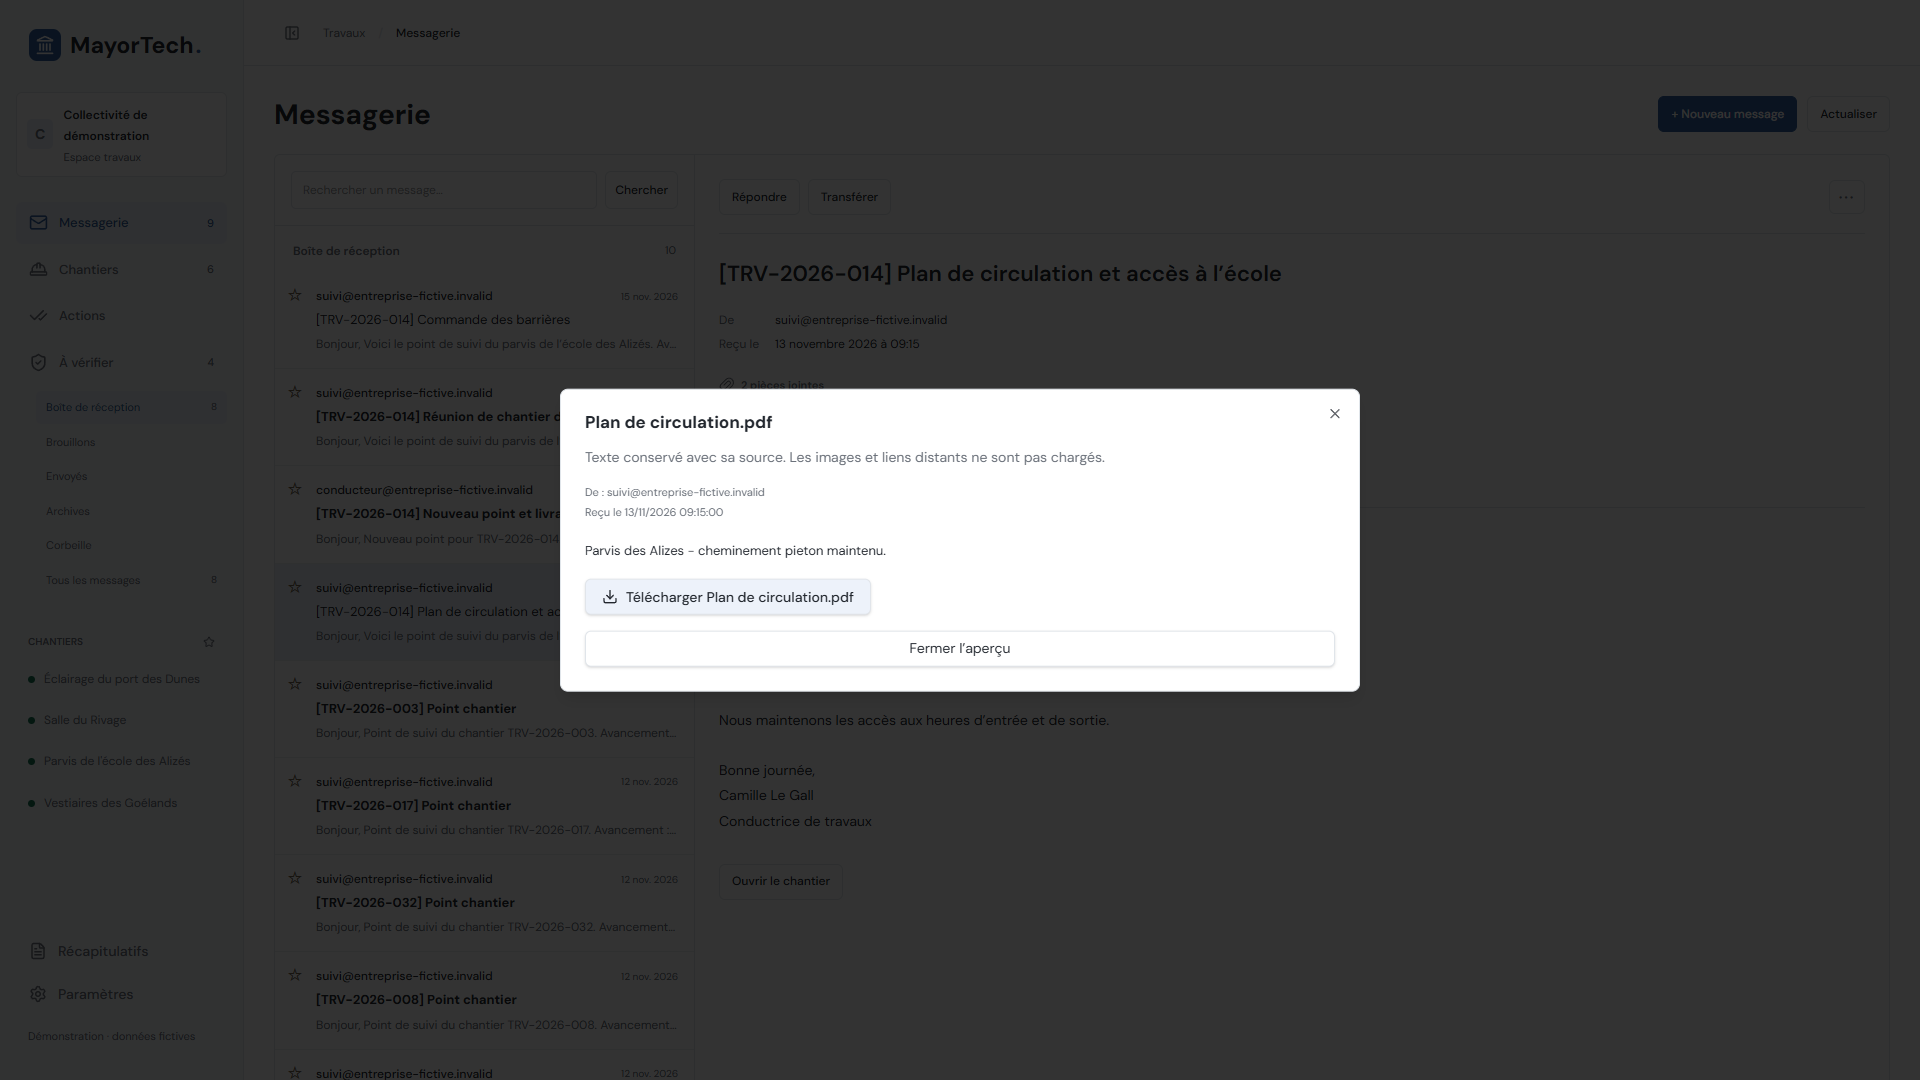 MayorTech.
Travaux / Messagerie
Collectivité de
démonstration
C
Espace travaux
Messagerie 9
Chantiers 6
Actions
À vérifier 4
Boîte de réception
Brouillons
Envoyés
Archives
Corbeille
Tous les messages
CHANTIERS
Éclairage du port des Dunes
Salle du Rivage
Parvis de l'école des Alizés
Vestiaires des Goélands
Récapitulatifs
Paramètres
Démonstration · données fictives
Messagerie
+ Nouveau message
Actualiser
Rechercher un message…
Chercher
Boîte de réception 10
suivi@entreprise-fictive.invalid 15 nov. 2026
[TRV-2026-014] Commande des barrières
Bonjour, Voici le point de suivi du parvis de l'école des Alizés. Av…
suivi@entreprise-fictive.invalid
[TRV-2026-014] Réunion de chantier
Bonjour, Voici le point de suivi du parvis de
conducteur@entreprise-fictive.invalid
[TRV-2026-014] Nouveau point et
Bonjour, Nouveau point pour TRV-2026-014
suivi@entreprise-fictive.invalid
[TRV-2026-014] Plan de circulation et
Bonjour, Voici le point de suivi du parvis de
suivi@entreprise-fictive.invalid
[TRV-2026-003] Point chantier
Bonjour, Point de suivi du chantier TRV-2026-003. Avancement…
suivi@entreprise-fictive.invalid 12 nov. 2026
[TRV-2026-017] Point chantier
Bonjour, Point de suivi du chantier TRV-2026-017. Avancement :…
suivi@entreprise-fictive.invalid 12 nov. 2026
[TRV-2026-032] Point chantier
Bonjour, Point de suivi du chantier TRV-2026-032. Avancement…
suivi@entreprise-fictive.invalid 12 nov. 2026
[TRV-2026-008] Point chantier
Bonjour, Point de suivi du chantier TRV-2026-008. Avancement…
suivi@entreprise-fictive.invalid 12 nov. 2026
Répondre
Transférer
[TRV-2026-014] Plan de circulation et accès à l’école
De suivi@entreprise-fictive.invalid
Reçu le 13 novembre 2026 à 09:15
2 pièces jointes
Plan de circulation.pdf
Texte conservé avec sa source. Les images et liens distants ne sont pas chargés.
De : suivi@entreprise-fictive.invalid
Reçu le 13/11/2026 09:15:00
Parvis des Alizes - cheminement pieton maintenu.
Télécharger Plan de circulation.pdf
Fermer l’aperçu
Nous maintenons les accès aux heures d’entrée et de sortie.
Bonne journée,
Camille Le Gall
Conductrice de travaux
Ouvrir le chantier